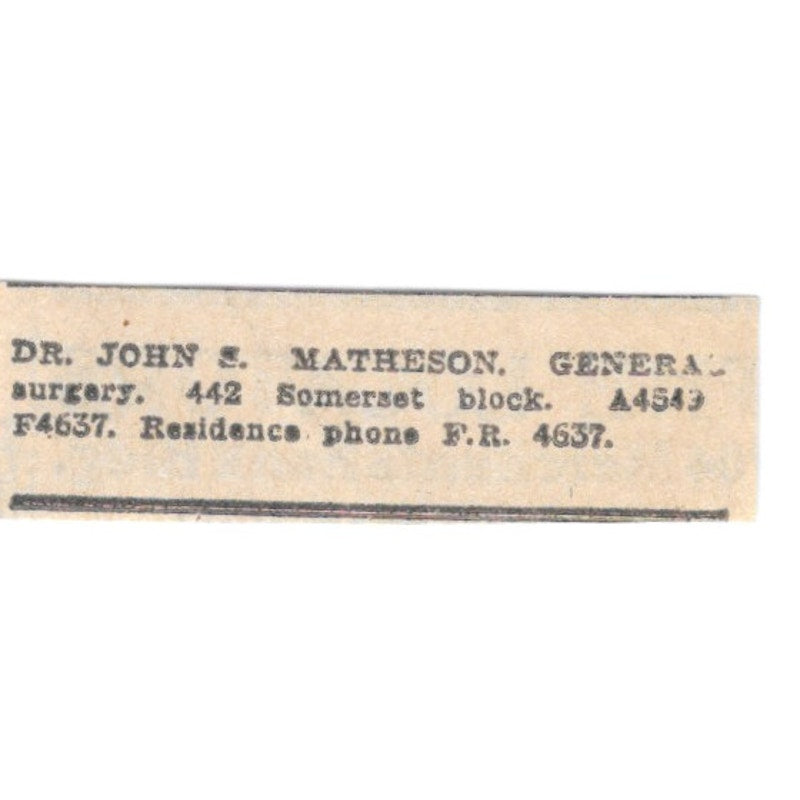 DR. JOHN S. MATHESON. GENERAL
surgery. 442 Somerset block. A4549
F4637. Residence phone F.R. 4637.